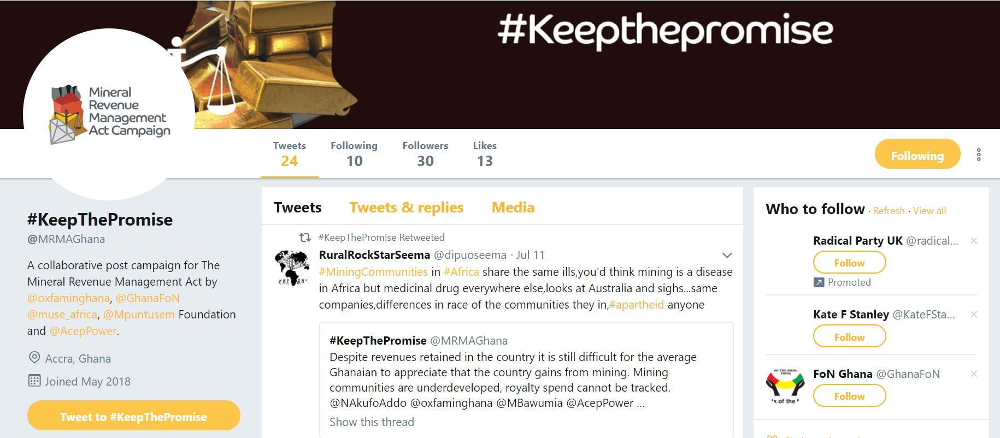 #Keepthepromise
Mineral
Revenue
Management
Act Campaign
Tweets
24
Following
10
Followers
30
Likes
13
Following
#KeepThePromise
@MRMAGhana
A collaborative post campaign for The
Mineral Revenue Management Act by
@oxfaminghana, @GhanaFoN
@muse_africa, @Mpuntusem Foundation
and @AcepPower.
Accra, Ghana
Joined May 2018
Tweet to #KeepThePromise
Tweets Tweets & replies Media
#KeepThePromise Retweeted
RuralRockStarSeema @dipuoseema · Jul 11
#MiningCommunities in #Africa share the same ills,you'd think mining is a disease
in Africa but medicinal drug everywhere else,looks at Australia and sighs...same
companies,differences in race of the communities they in,#apartheid anyone
#KeepThePromise @MRMAGhana
Despite revenues retained in the country it is still difficult for the average
Ghanaian to appreciate that the country gains from mining. Mining
communities are underdeveloped, royalty spend cannot be tracked.
@NAkufoAddo @oxfaminghana @MBawumia @AcepPower ...
Show this thread
Who to follow · Refresh · View all
Radical Party UK @radical...
Follow
Promoted
Kate F Stanley @KateFSta...
Follow
DO THE RIGH
THING
's of the
FoN Ghana @GhanaFoN
Follow